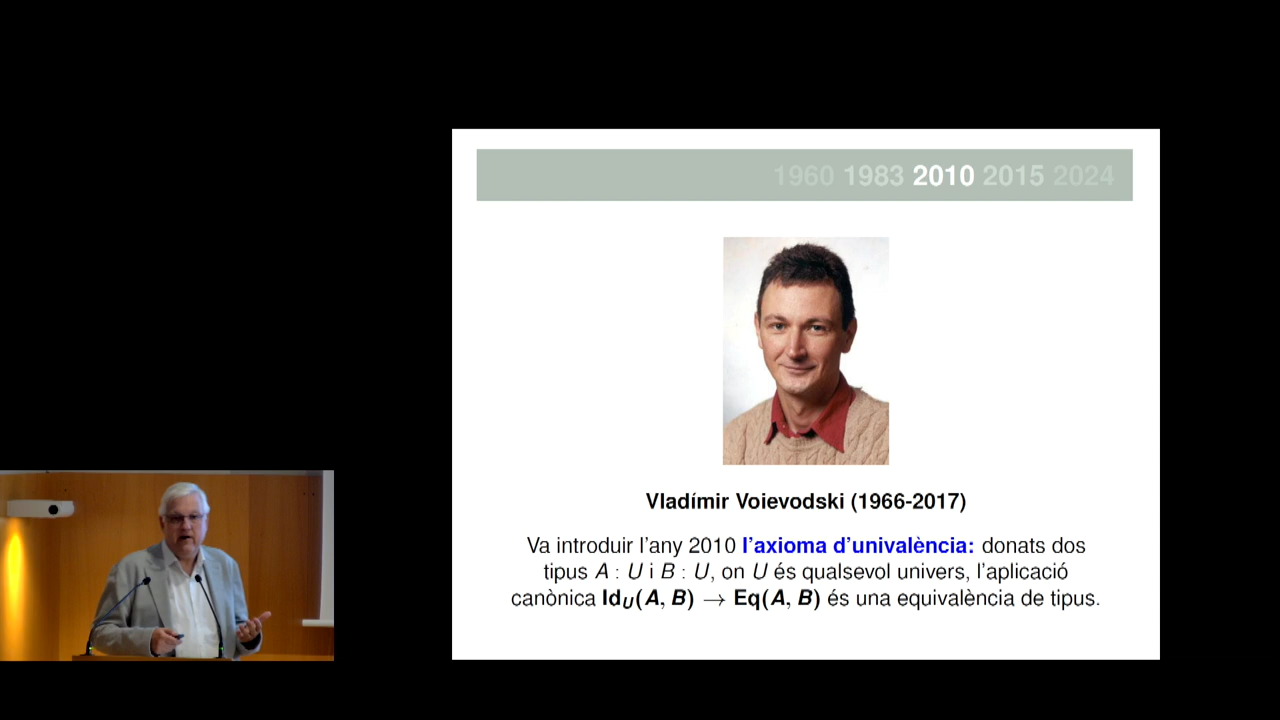 1960 1983 2010 2015 2024
Vladímir Voievodski (1966-2017)
Va introduir l'any 2010 l'axioma d'univalència: donats dos
tipus A : U i B : U, on U és qualsevol univers, l'aplicació
canònica Id_U(A, B) → Eq(A, B) és una equivalència de tipus.